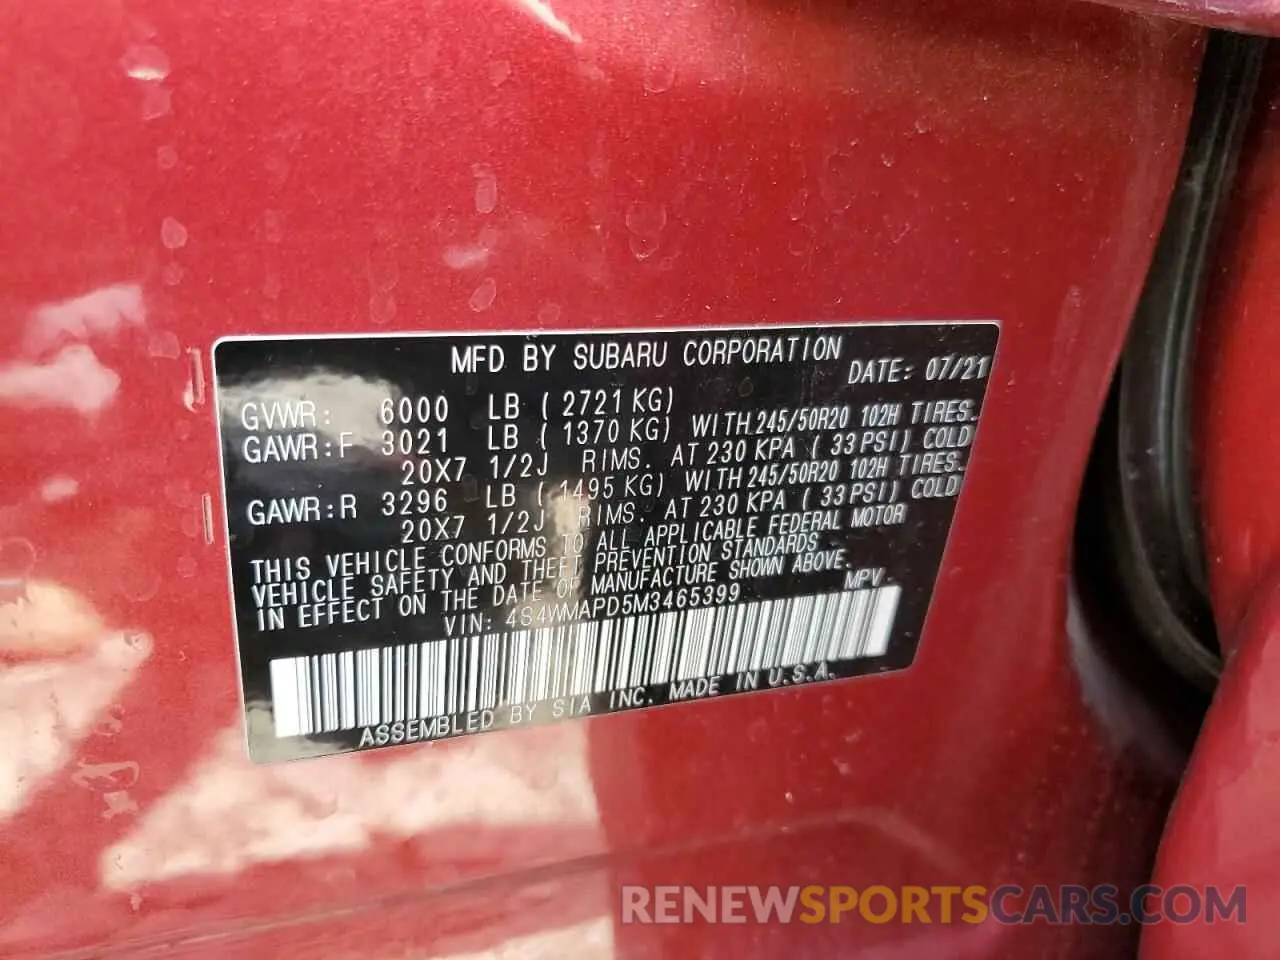 MFD BY SUBARU CORPORATION
DATE: 07/21
GVWR: 6000 LB ( 2721 KG)
GAWR:F 3021 LB ( 1370 KG) WITH 245/50R20 102H TIRES.
20X7 1/2J RIMS. AT 230 KPA ( 33 PSI) COLD
GAWR:R 3296 LB ( 1495 KG) WITH 245/50R20 102H TIRES.
20X7 1/2J RIMS. AT 230 KPA ( 33 PSI) COLD
THIS VEHICLE CONFORMS TO ALL APPLICABLE FEDERAL MOTOR
VEHICLE SAFETY AND THEFT PREVENTION STANDARDS
IN EFFECT ON THE DATE OF MANUFACTURE SHOWN ABOVE.
VIN: 4S4WMAPD5M3465399 MPV
ASSEMBLED BY SIA INC. MADE IN U.S.A.
RENEWSPORTSCARS.COM